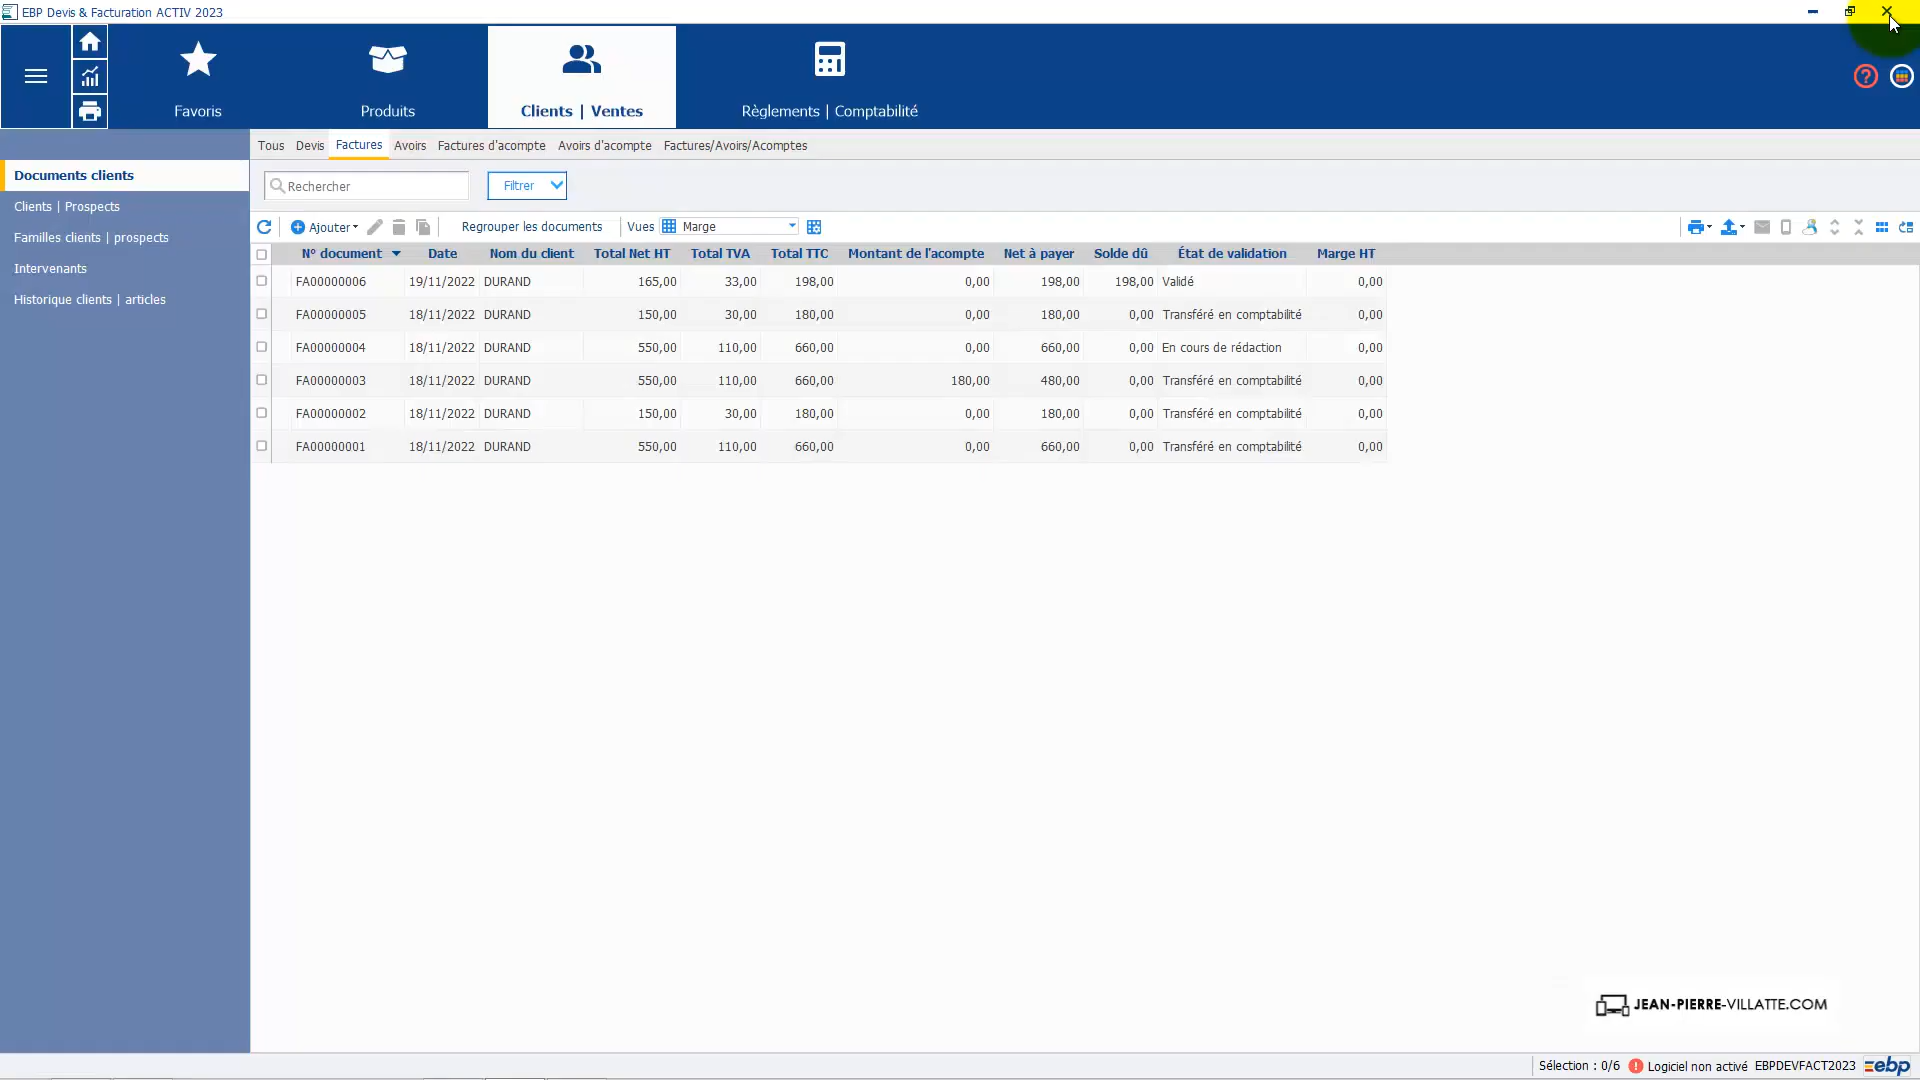 EBP Devis & Facturation ACTIV 2023
Favoris
Produits
Clients | Ventes
Règlements | Comptabilité
Tous Devis Factures Avoirs Factures d'acompte Avoirs d'acompte Factures/Avoirs/Acomptes
Documents clients
Clients | Prospects
Familles clients | prospects
Intervenants
Historique clients | articles
Rechercher
Filtrer
Ajouter Regrouper les documents Vues Marge
N° document Date Nom du client Total Net HT Total TVA Total TTC Montant de l'acompte Net à payer Solde dû État de validation Marge HT
FA00000006 19/11/2022 DURAND 165,00 33,00 198,00 0,00 198,00 198,00 Validé 0,00
FA00000005 18/11/2022 DURAND 150,00 30,00 180,00 0,00 180,00 0,00 Transféré en comptabilité 0,00
FA00000004 18/11/2022 DURAND 550,00 110,00 660,00 0,00 660,00 0,00 En cours de rédaction 0,00
FA00000003 18/11/2022 DURAND 550,00 110,00 660,00 180,00 480,00 0,00 Transféré en comptabilité 0,00
FA00000002 18/11/2022 DURAND 150,00 30,00 180,00 0,00 180,00 0,00 Transféré en comptabilité 0,00
FA00000001 18/11/2022 DURAND 550,00 110,00 660,00 0,00 660,00 0,00 Transféré en comptabilité 0,00
JEAN-PIERRE-VILLATTE.COM
Sélection : 0/6 Logiciel non activé EBPDEVFACT2023 ebp